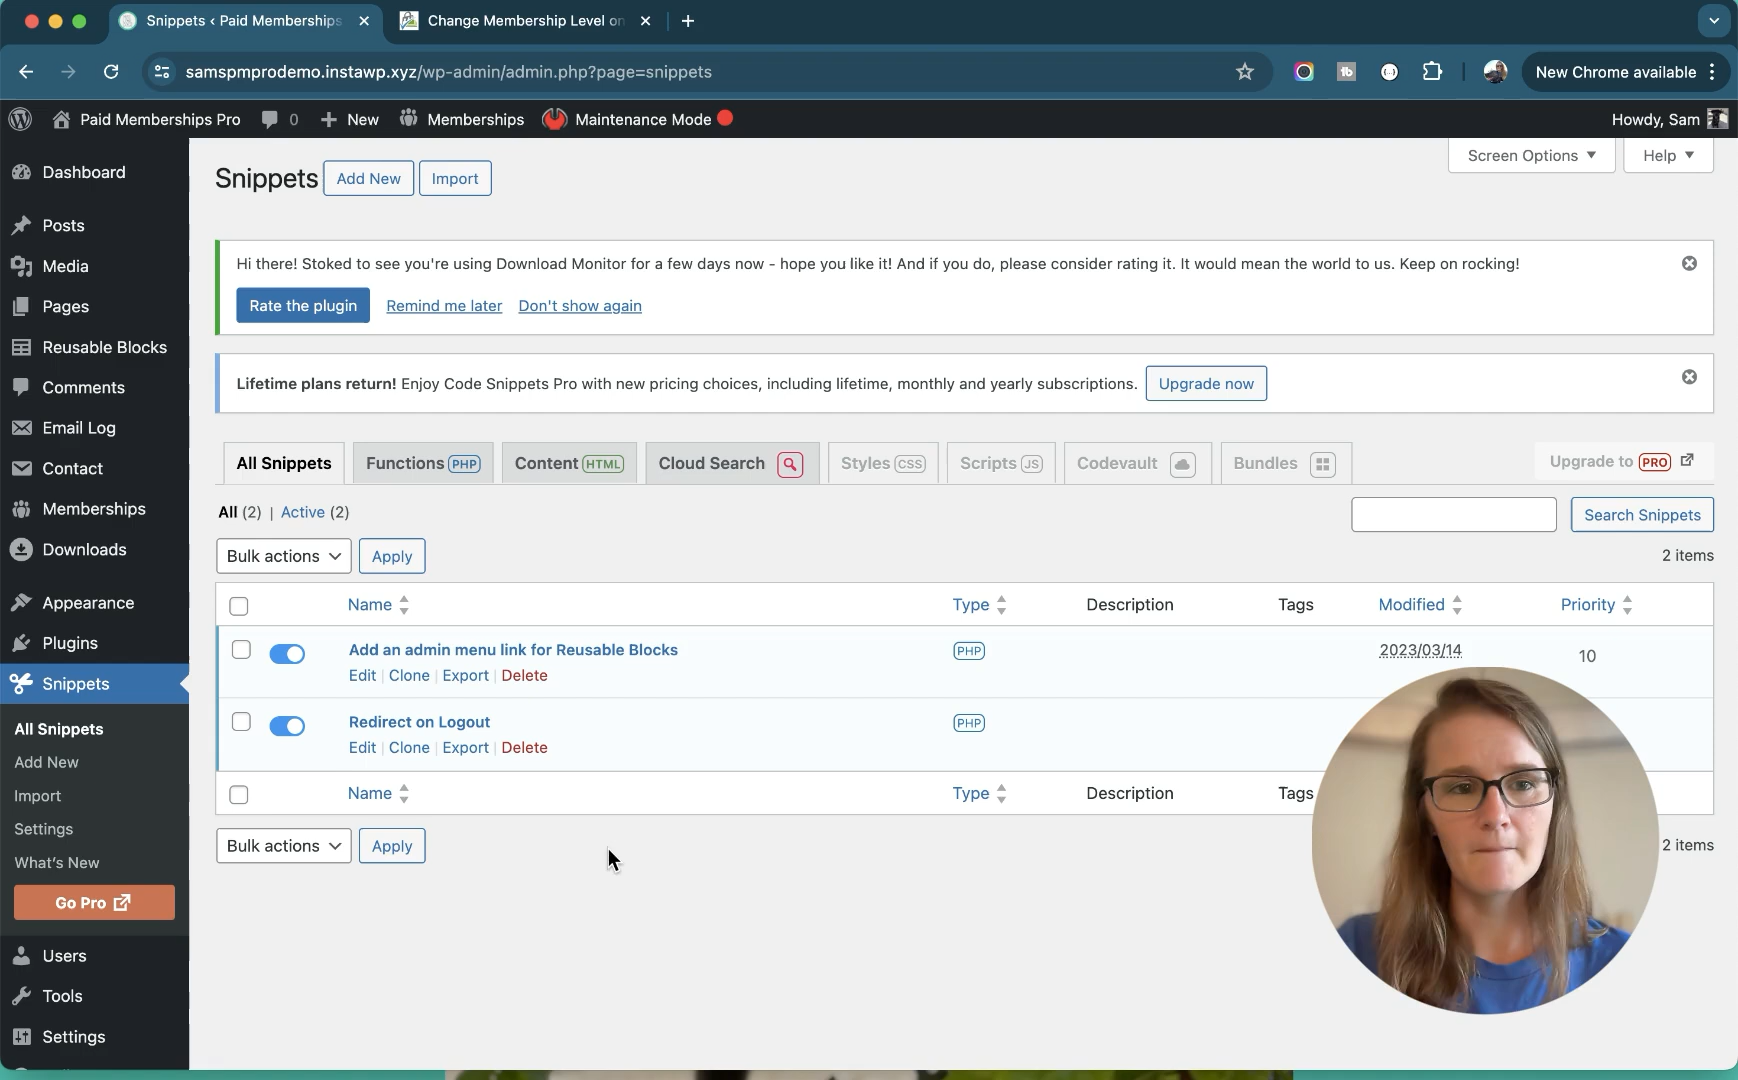 Snippets ‹ Paid Memberships
Change Membership Level on
samspmprodemo.instawp.xyz/wp-admin/admin.php?page=snippets
tb
New Chrome available
Paid Memberships Pro
0
New
Memberships
Maintenance Mode
Howdy, Sam
Dashboard
Posts
Media
Pages
Reusable Blocks
Comments
Email Log
Contact
Memberships
Downloads
Appearance
Plugins
Snippets
All Snippets
Add New
Import
Settings
What's New
Go Pro
Users
Tools
Settings
Snippets
Add New
Import
Screen Options
Help
Hi there! Stoked to see you're using Download Monitor for a few days now - hope you like it! And if you do, please consider rating it. It would mean the world to us. Keep on rocking!
Rate the plugin
Remind me later
Don't show again
Lifetime plans return! Enjoy Code Snippets Pro with new pricing choices, including lifetime, monthly and yearly subscriptions.
Upgrade now
All Snippets
Functions PHP
Content HTML
Cloud Search
Styles CSS
Scripts JS
Codevault
Bundles
Upgrade to PRO
All (2) | Active (2)
Search Snippets
Bulk actions
Apply
2 items
Name Type Description Tags Modified Priority
Add an admin menu link for Reusable Blocks PHP 2023/03/14 10
Edit | Clone | Export | Delete
Redirect on Logout PHP
Edit | Clone | Export | Delete
Name Type Description Tags
Bulk actions
Apply
2 items